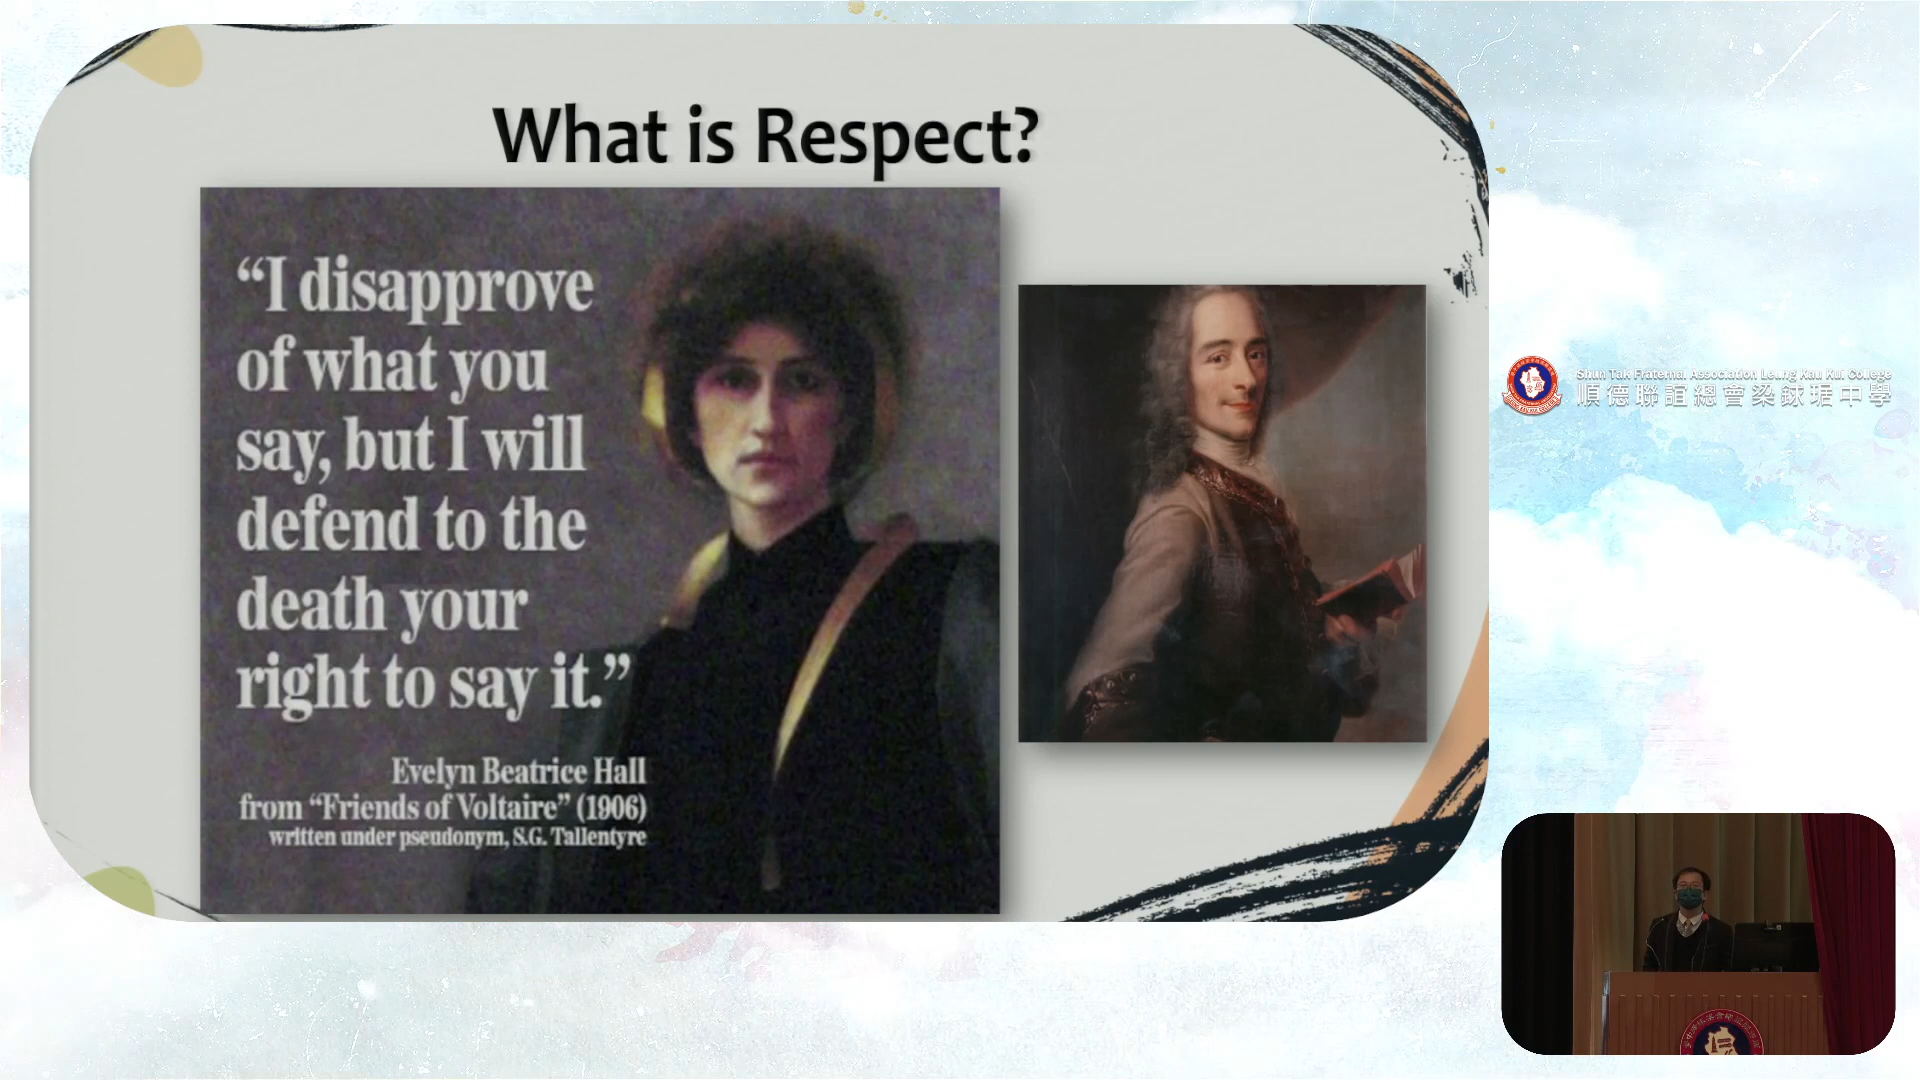 What is Respect?
“I disapprove
of what you
say, but I will
defend to the
death your
right to say it.”
Evelyn Beatrice Hall
from “Friends of Voltaire” (1906)
written under pseudonym, S.G. Tallentyre
Shun Tak Fraternal Association Leung Kau Kui College
順德聯誼總會梁銶琚中學